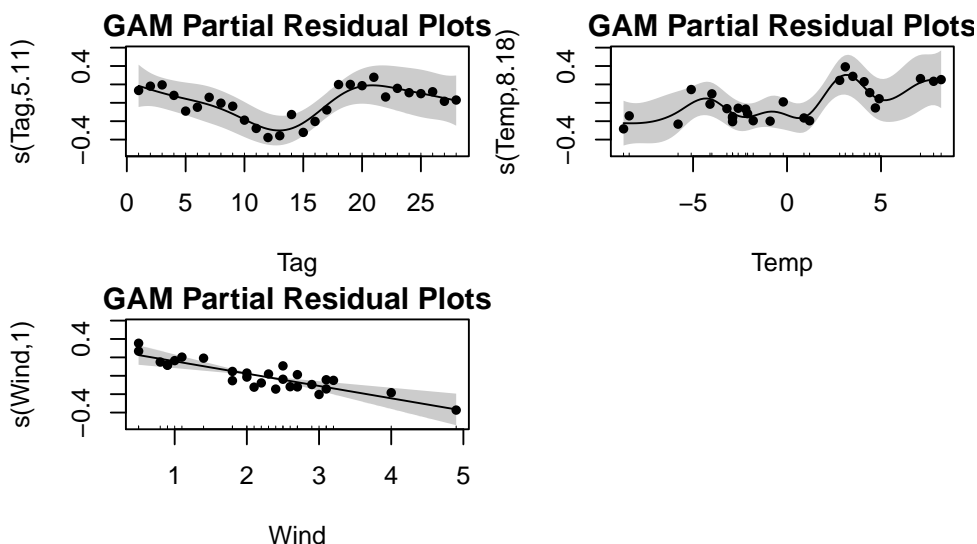 GAM Partial Residual Plots
s(Tag,5.11)
0.4
−0.4
0 5 10 15 20 25
Tag
GAM Partial Residual Plots
s(Temp,8.18)
0.4
−0.4
−5 0 5
Temp
GAM Partial Residual Plots
s(Wind,1)
0.4
−0.4
1 2 3 4 5
Wind